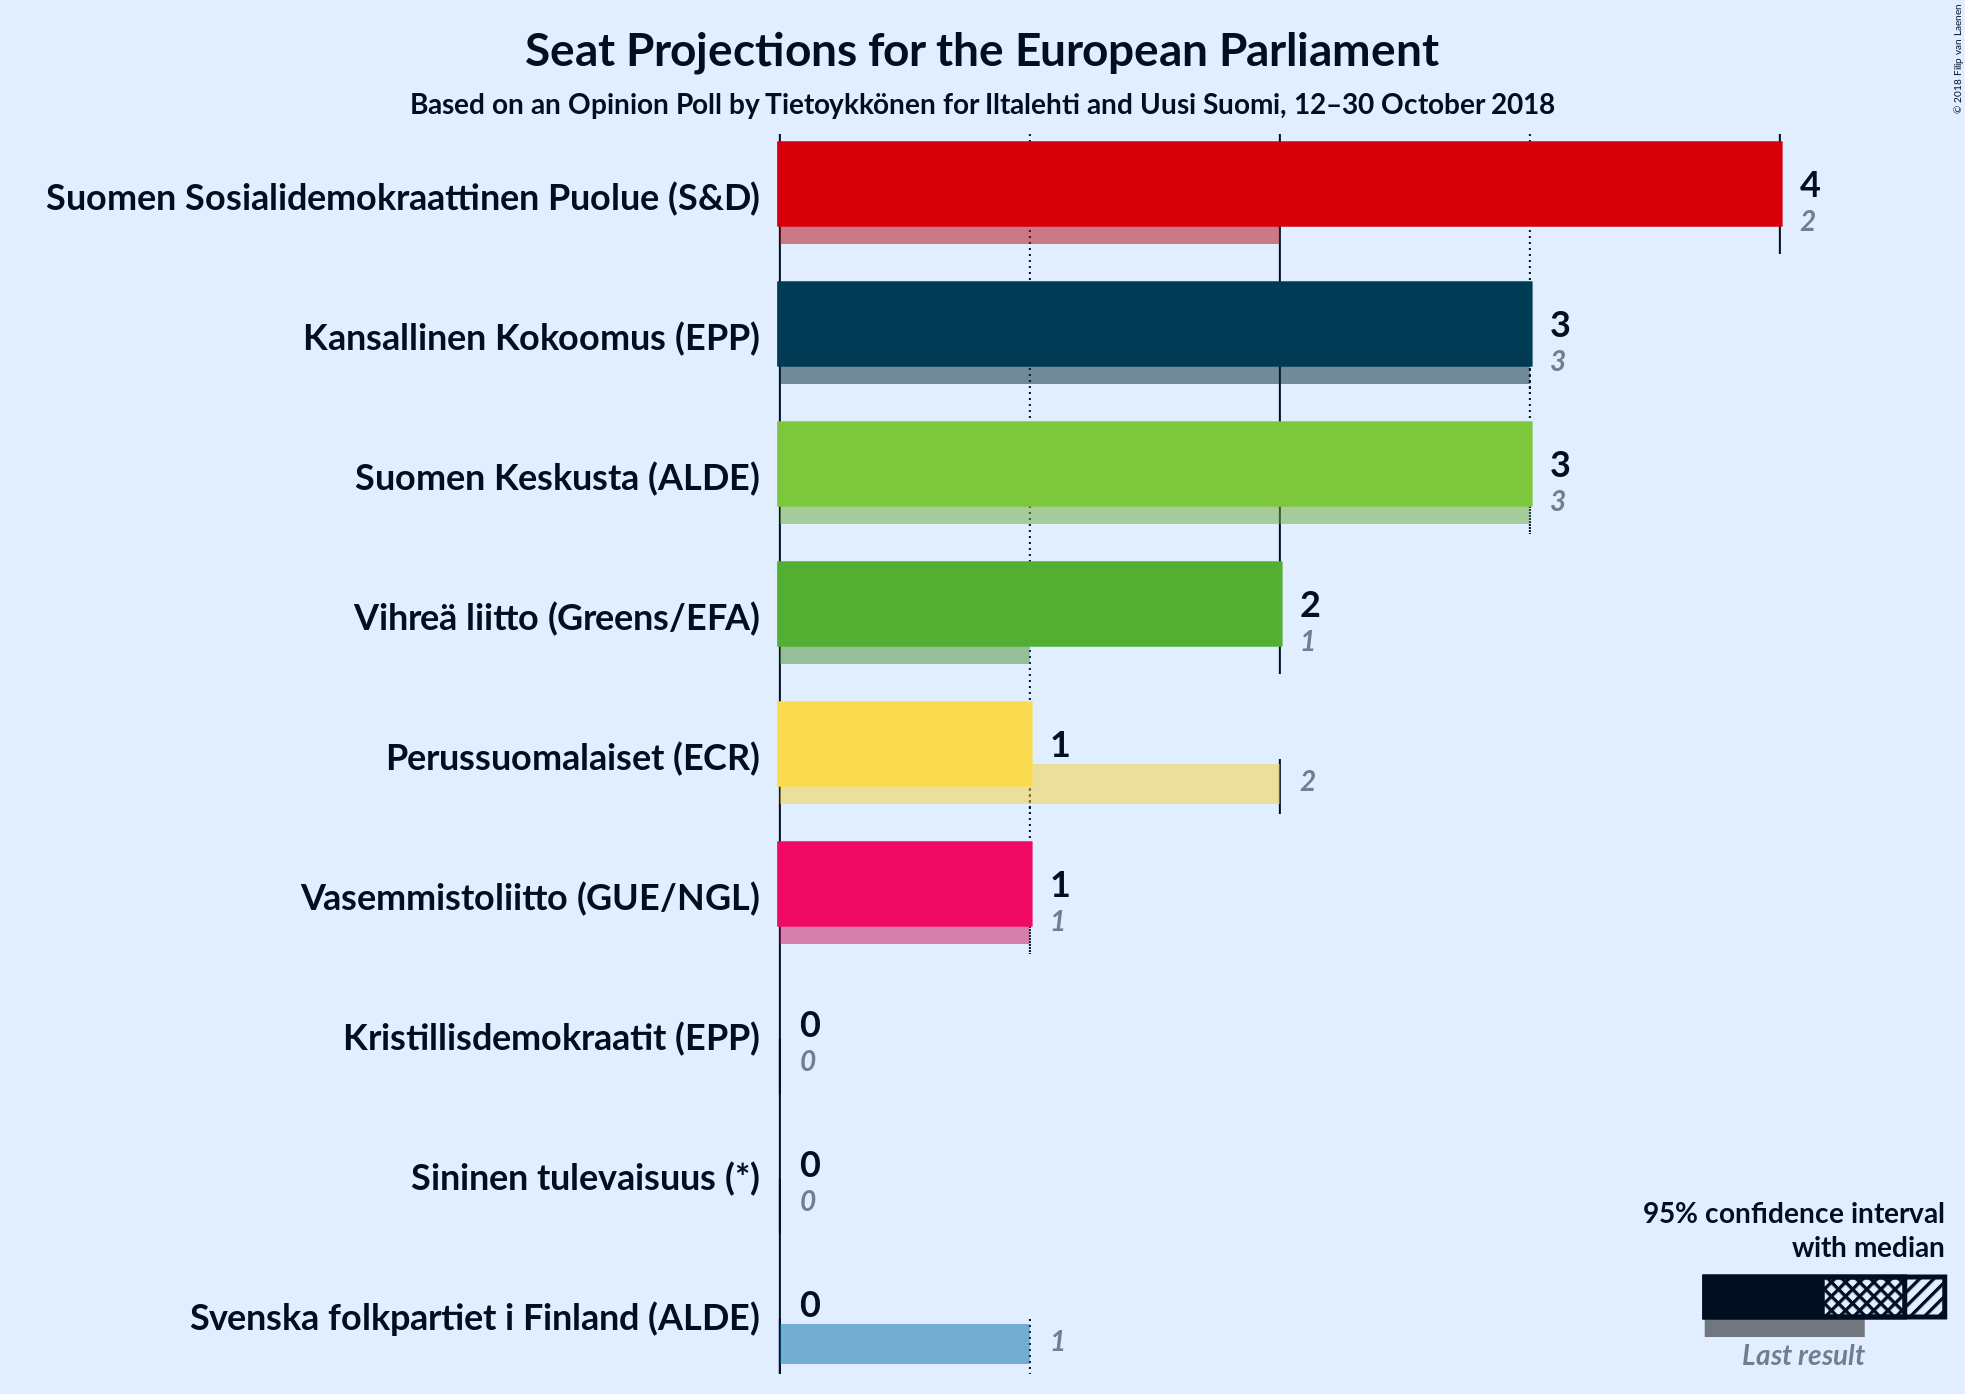 Seat Projections for the European Parliament
Based on an Opinion Poll by Tietoykkönen for Iltalehti and Uusi Suomi, 12–30 October 2018
© 2018 Filip van Laenen
Suomen Sosialidemokraattinen Puolue (S&D)
4
2
Kansallinen Kokoomus (EPP)
3
3
Suomen Keskusta (ALDE)
3
3
Vihreä liitto (Greens/EFA)
2
1
Perussuomalaiset (ECR)
1
2
Vasemmistoliitto (GUE/NGL)
1
1
Kristillisdemokraatit (EPP)
0
0
Sininen tulevaisuus (*)
0
0
Svenska folkpartiet i Finland (ALDE)
0
1
95% confidence interval
with median
Last result